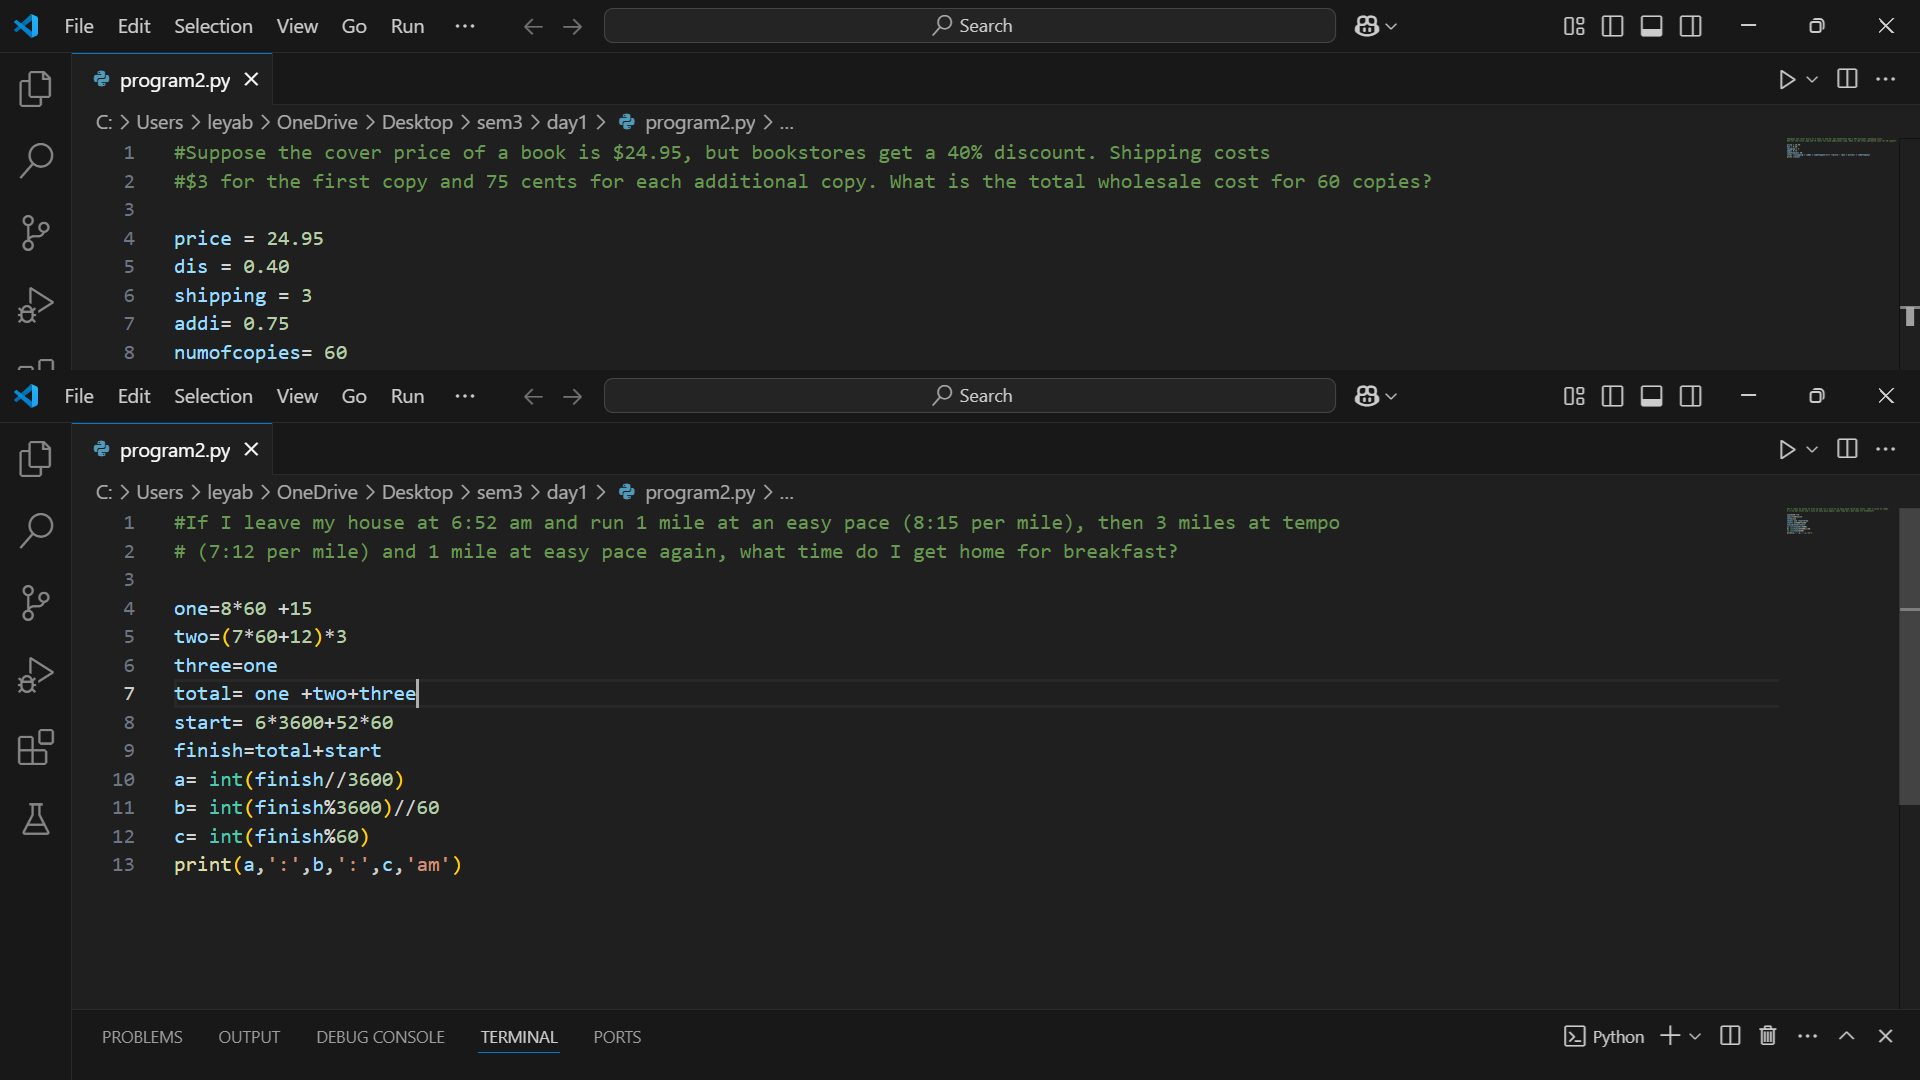 File Edit Selection View Go Run ··· Search
program2.py
C: > Users > leyab > OneDrive > Desktop > sem3 > day1 > program2.py > ...
1 #Suppose the cover price of a book is $24.95, but bookstores get a 40% discount. Shipping costs
2 #$3 for the first copy and 75 cents for each additional copy. What is the total wholesale cost for 60 copies?
3
4 price = 24.95
5 dis = 0.40
6 shipping = 3
7 addi= 0.75
8 numofcopies= 60
File Edit Selection View Go Run ··· Search
program2.py
C: > Users > leyab > OneDrive > Desktop > sem3 > day1 > program2.py > ...
1 #If I leave my house at 6:52 am and run 1 mile at an easy pace (8:15 per mile), then 3 miles at tempo
2 # (7:12 per mile) and 1 mile at easy pace again, what time do I get home for breakfast?
3
4 one=8*60 +15
5 two=(7*60+12)*3
6 three=one
7 total= one +two+three
8 start= 6*3600+52*60
9 finish=total+start
10 a= int(finish//3600)
11 b= int(finish%3600)//60
12 c= int(finish%60)
13 print(a,':',b,':',c,'am')
PROBLEMS OUTPUT DEBUG CONSOLE TERMINAL PORTS Python